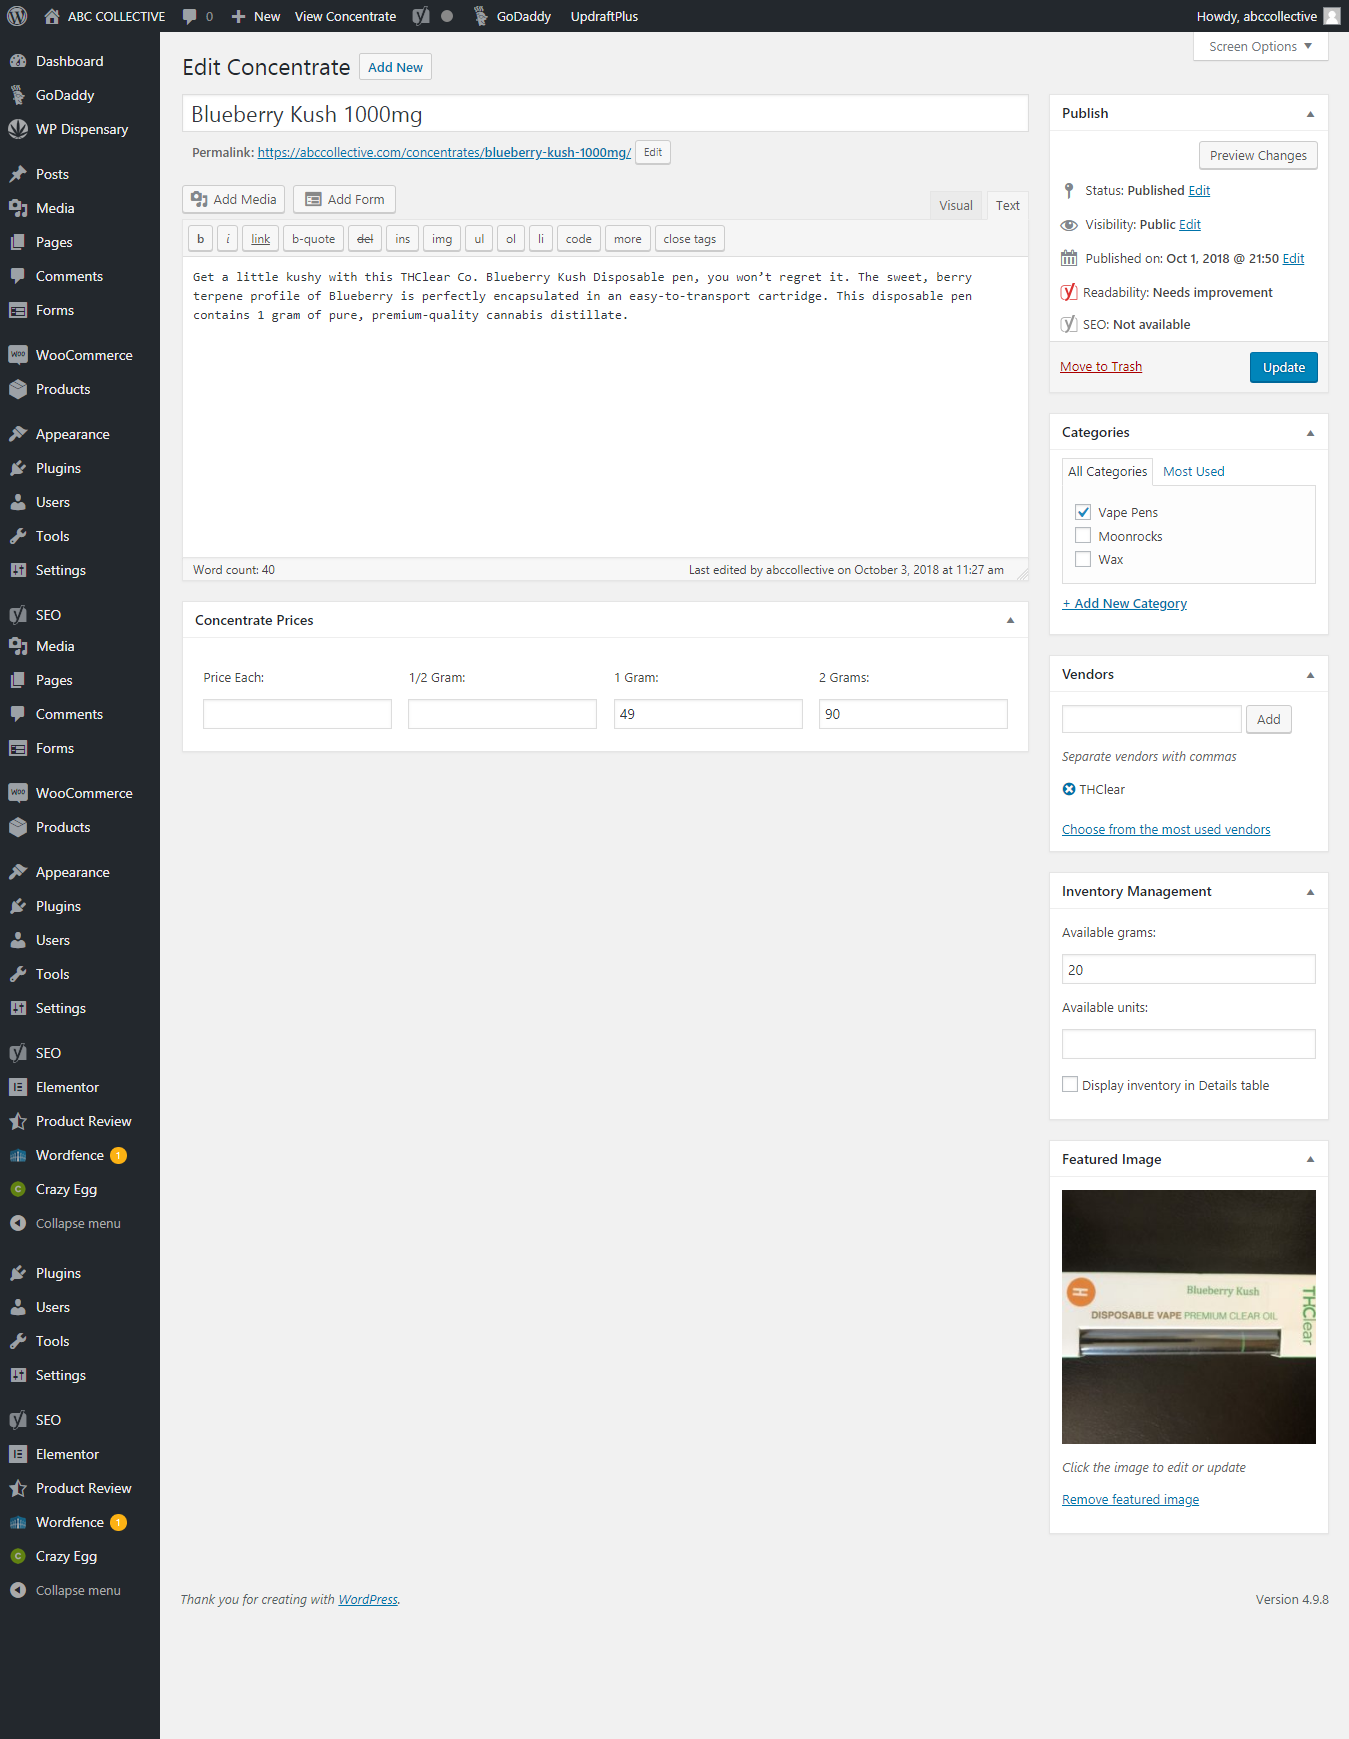 ABC COLLECTIVE 0 New View Concentrate GoDaddy UpdraftPlus Howdy, abccollective
Screen Options
Dashboard
GoDaddy
WP Dispensary
Posts
Media
Pages
Comments
Forms
WooCommerce
Products
Appearance
Plugins
Users
Tools
Settings
SEO
Media
Pages
Comments
Forms
WooCommerce
Products
Appearance
Plugins
Users
Tools
Settings
SEO
Elementor
Product Review
Wordfence 1
Crazy Egg
Collapse menu
Plugins
Users
Tools
Settings
SEO
Elementor
Product Review
Wordfence 1
Crazy Egg
Collapse menu
Edit Concentrate Add New
Blueberry Kush 1000mg
Permalink: https://abccollective.com/concentrates/blueberry-kush-1000mg/ Edit
Add Media Add Form
Visual Text
b i link b-quote del ins img ul ol li code more close tags
Get a little kushy with this THClear Co. Blueberry Kush Disposable pen, you won’t regret it. The sweet, berry
terpene profile of Blueberry is perfectly encapsulated in an easy-to-transport cartridge. This disposable pen
contains 1 gram of pure, premium-quality cannabis distillate.
Word count: 40 Last edited by abccollective on October 3, 2018 at 11:27 am
Concentrate Prices
Price Each: 1/2 Gram: 1 Gram: 2 Grams:
49 90
Publish
Preview Changes
Status: Published Edit
Visibility: Public Edit
Published on: Oct 1, 2018 @ 21:50 Edit
Readability: Needs improvement
SEO: Not available
Move to Trash Update
Categories
All Categories Most Used
Vape Pens
Moonrocks
Wax
+ Add New Category
Vendors
Add
Separate vendors with commas
THClear
Choose from the most used vendors
Inventory Management
Available grams:
20
Available units:
Display inventory in Details table
Featured Image
Blueberry Kush
DISPOSABLE VAPE PREMIUM CLEAR OIL
THClear
Click the image to edit or update
Remove featured image
Thank you for creating with WordPress.
Version 4.9.8